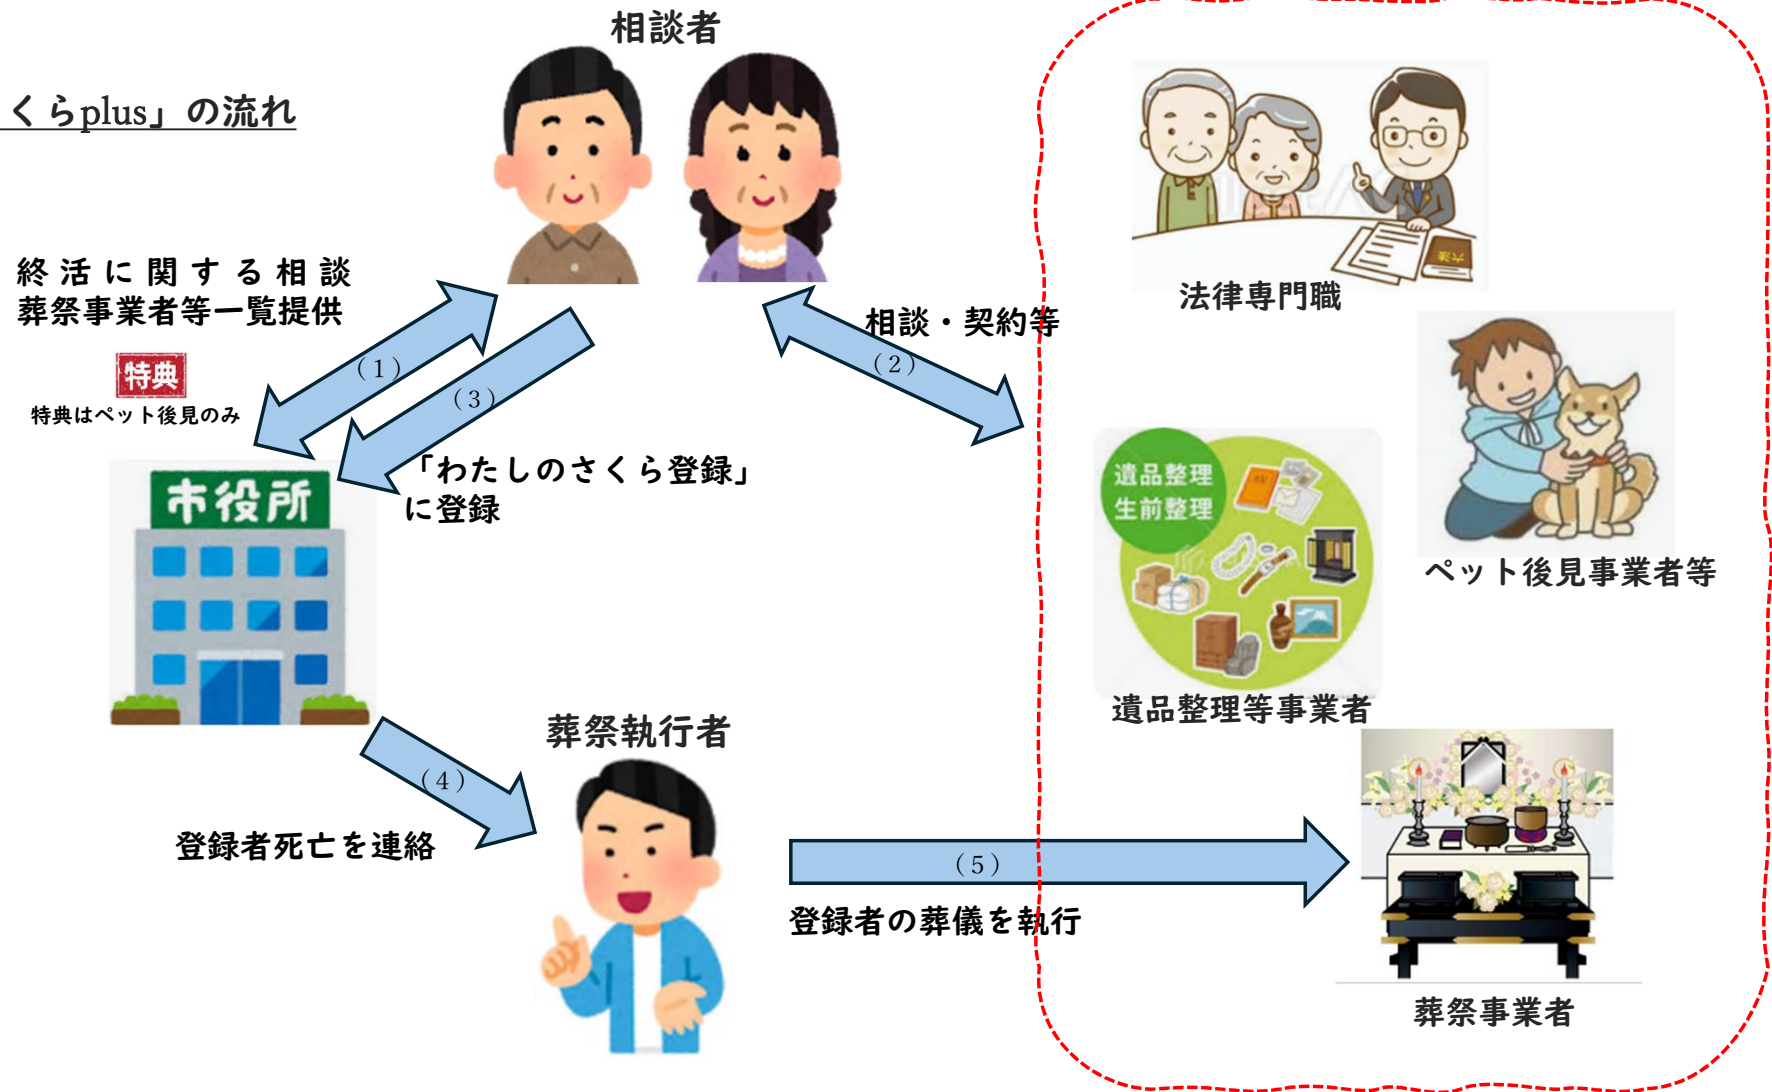 相談者
くらplus」の流れ
終活に関する相談
葬祭事業者等一覧提供
特典
特典はペット後見のみ
(1)
(3)
相談・契約等
(2)
「わたしのさくら登録」
に登録
市役所
法律専門職
六法
遺品整理
生前整理
ペット後見事業者等
遺品整理等事業者
葬祭執行者
(4)
登録者死亡を連絡
(5)
登録者の葬儀を執行
葬祭事業者